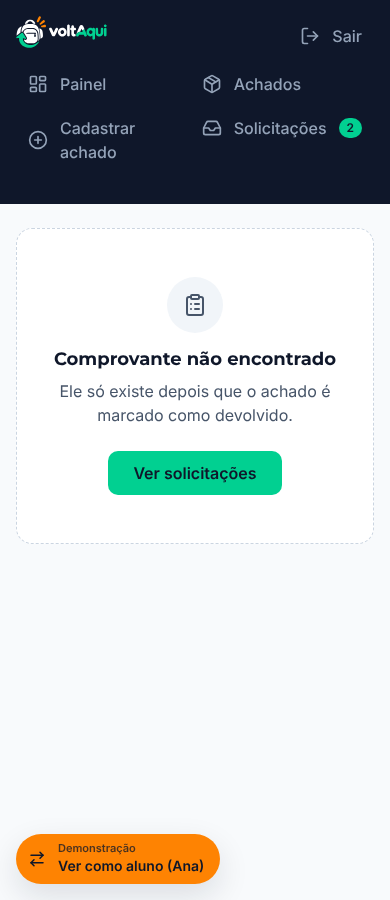 voltAqui
Sair
Painel
Achados
Cadastrar
achado
Solicitações 2
Comprovante não encontrado
Ele só existe depois que o achado é
marcado como devolvido.
Ver solicitações
Demonstração
Ver como aluno (Ana)